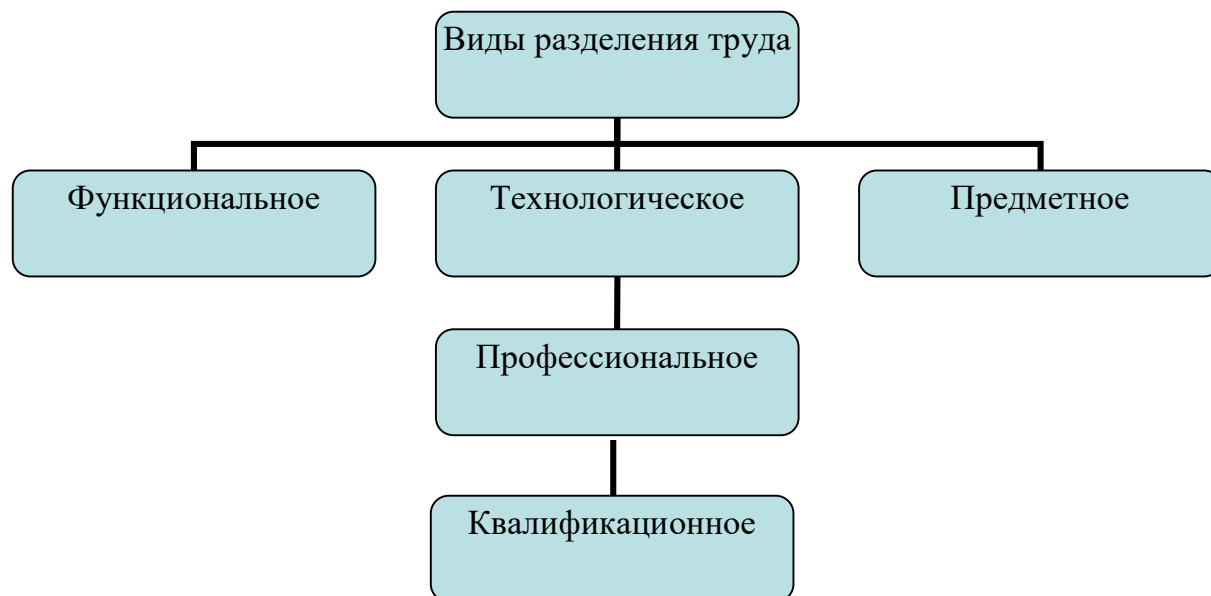 Виды разделения труда
Функциональное
Технологическое
Предметное
Профессиональное
Квалификационное